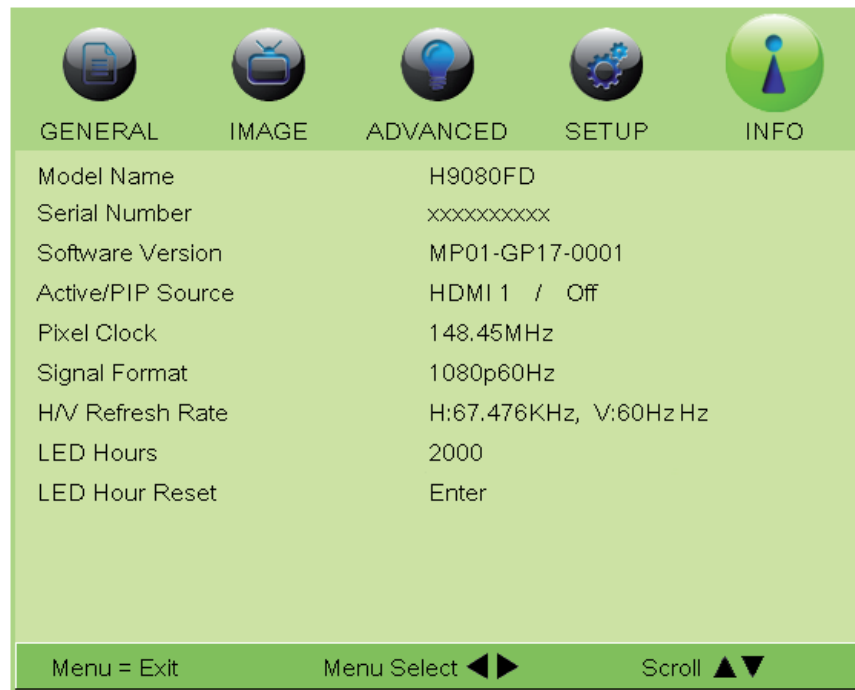 GENERAL IMAGE ADVANCED SETUP INFO
Model Name H9080FD
Serial Number xxxxxxxxxx
Software Version MP01-GP17-0001
Active/PIP Source HDMI 1 / Off
Pixel Clock 148.45MHz
Signal Format 1080p60Hz
H/V Refresh Rate H:67.476KHz, V:60Hz Hz
LED Hours 2000
LED Hour Reset Enter
Menu = Exit Menu Select ◀▶ Scroll ▲▼